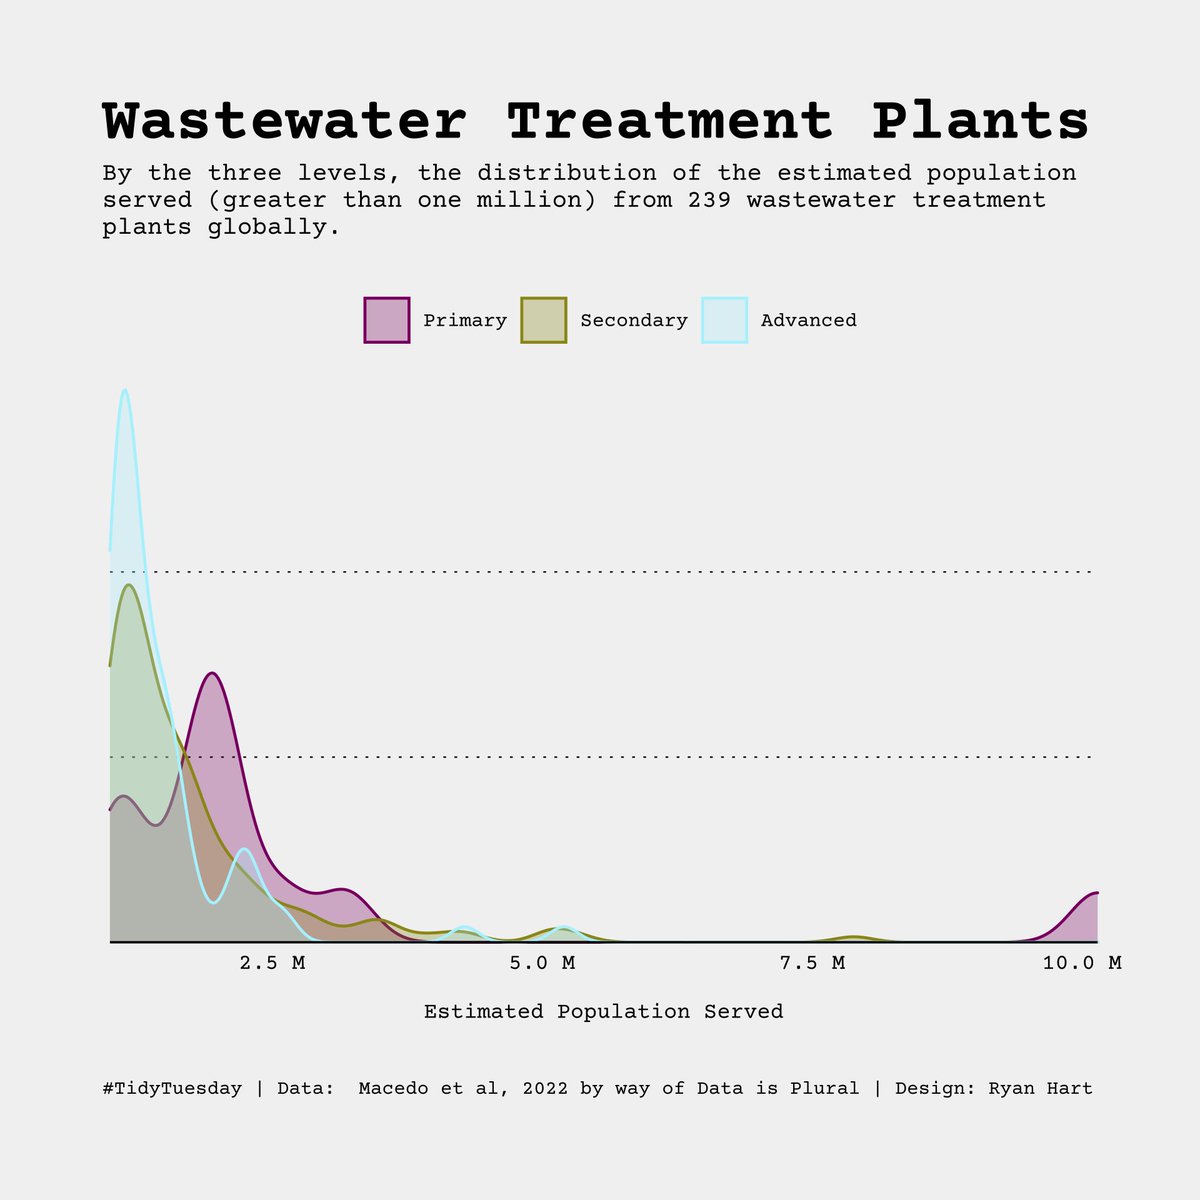 Wastewater Treatment Plants
By the three levels, the distribution of the estimated population
served (greater than one million) from 239 wastewater treatment
plants globally.
Primary Secondary Advanced
2.5 M 5.0 M 7.5 M 10.0 M
Estimated Population Served
#TidyTuesday | Data:  Macedo et al, 2022 by way of Data is Plural | Design: Ryan Hart